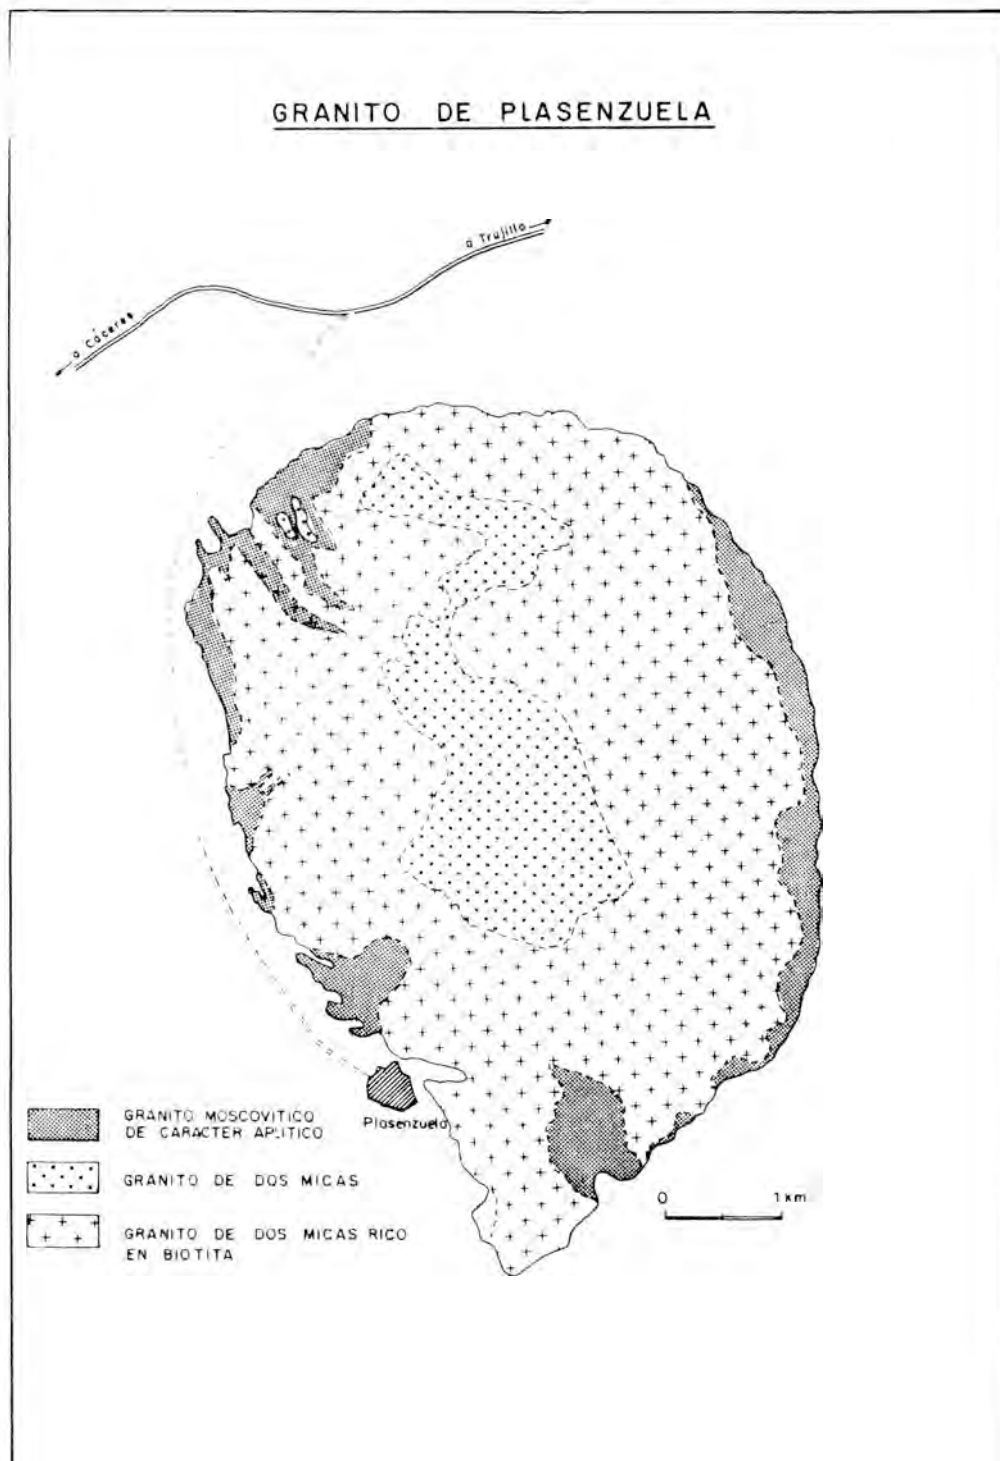 GRANITO DE PLASENZUELA
a Trujillo
a Cáceres
Plasenzuela
GRANITO MOSCOVITICO
DE CARACTER APLITICO
GRANITO DE DOS MICAS
GRANITO DE DOS MICAS RICO
EN BIOTITA
0 1 km